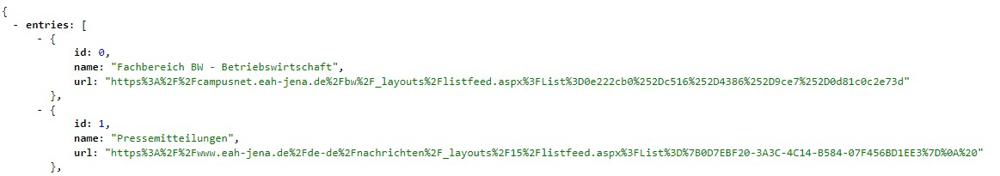 {
- entries: [
- {
id: 0,
name: "Fachbereich BW - Betriebswirtschaft",
url: "https%3A%2F%2Fcampusnet.eah-jena.de%2Fbw%2F_layouts%2Flistfeed.aspx%3FList%3D0e222cb0%252Dc516%252D4386%252D9ce7%252D0d81c0c2e73d"
},
- {
id: 1,
name: "Pressemitteilungen",
url: "https%3A%2F%2Fwww.eah-jena.de%2Fde-de%2Fnachrichten%2F_layouts%2F15%2Flistfeed.aspx%3FList%3D%7B0D7EBF20-3A3C-4C14-B584-07F456BD1EE3%7D%0A%20"
},